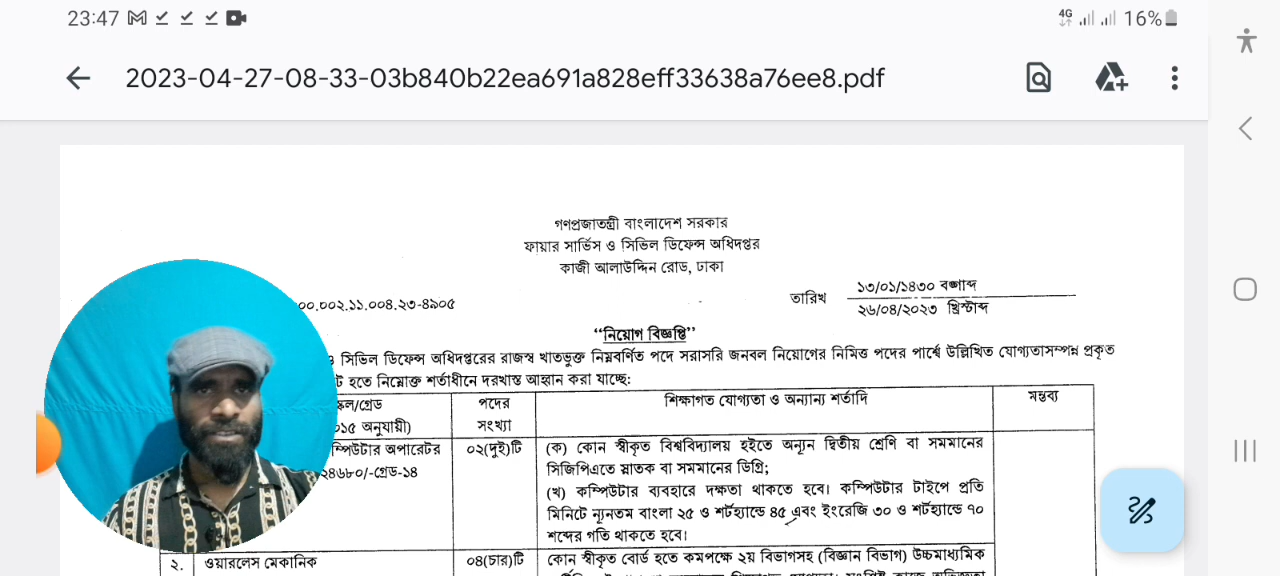 23:47
4G
16%
2023-04-27-08-33-03b840b22ea691a828eff33638a76ee8.pdf
গণপ্রজাতন্ত্রী বাংলাদেশ সরকার
ফায়ার সার্ভিস ও সিভিল ডিফেন্স অধিদপ্তর
কাজী আলাউদ্দিন রোড, ঢাকা
০০.০০২.১১.০০৪.২৩-৪৯০৫
তারিখ ১৩/০১/১৪৩০ বঙ্গাব্দ
২৬/০৪/২০২৩ খ্রিস্টাব্দ
“নিয়োগ বিজ্ঞপ্তি”
ও সিভিল ডিফেন্স অধিদপ্তরের রাজস্ব খাতভুক্ত নিম্নবর্ণিত পদে সরাসরি জনবল নিয়োগের নিমিত্ত পদের পার্শ্বে উল্লিখিত যোগ্যতাসম্পন্ন প্রকৃত
হতে নিম্নোক্ত শর্তাধীনে দরখাস্ত আহ্বান করা যাচ্ছে:
স্কেল/গ্রেড
০১৫ অনুযায়ী)
পদের
সংখ্যা
শিক্ষাগত যোগ্যতা ও অন্যান্য শর্তাদি
মন্তব্য
ম্পিউটার অপারেটর
২৪৬৮০/-গ্রেড-১৪
০২(দুই)টি
(ক) কোন স্বীকৃত বিশ্ববিদ্যালয় হইতে অন্যূন দ্বিতীয় শ্রেণি বা সমমানের
সিজিপিএতে স্নাতক বা সমমানের ডিগ্রি;
(খ) কম্পিউটার ব্যবহারে দক্ষতা থাকতে হবে। কম্পিউটার টাইপে প্রতি
মিনিটে ন্যূনতম বাংলা ২৫ ও শর্টহ্যান্ডে ৪৫ এবং ইংরেজি ৩০ ও শর্টহ্যান্ডে ৭০
শব্দের গতি থাকতে হবে।
২. ওয়ারলেস মেকানিক
০৪(চার)টি
কোন স্বীকৃত বোর্ড হতে কমপক্ষে ২য় বিভাগসহ (বিজ্ঞান বিভাগ) উচ্চমাধ্যমিক